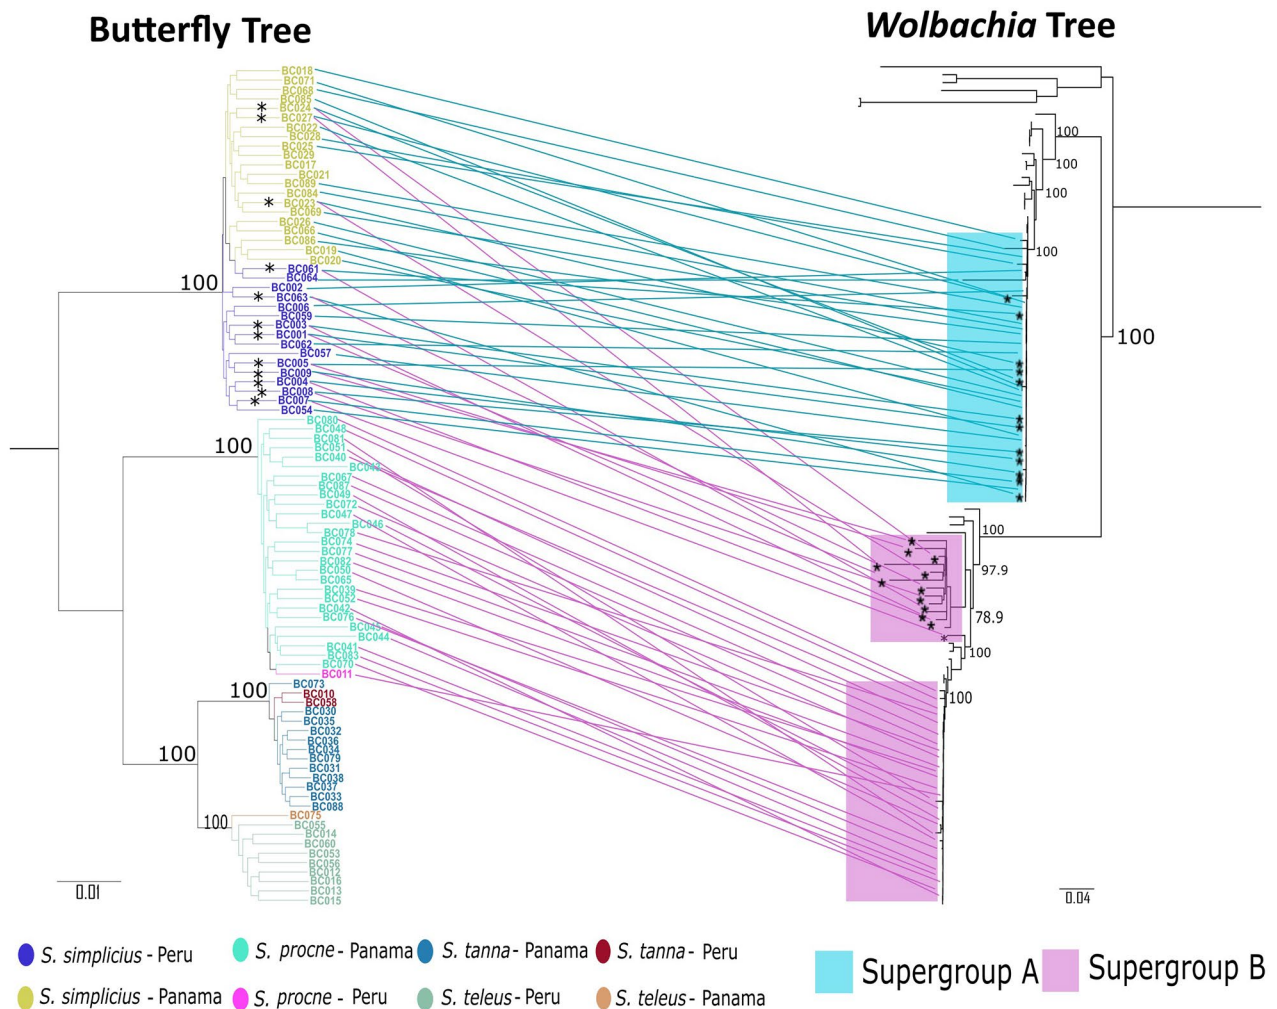 Butterfly Tree
Wolbachia Tree
BC018
BC071
BC068
BC085
BC024
BC027
BC022
BC028
BC025
BC029
BC017
BC021
BC089
BC084
BC023
BC069
BC026
BC066
BC086
BC019
BC020
BC061
BC064
BC002
BC063
BC006
BC059
BC003
BC001
BC062
BC057
BC005
BC009
BC004
BC008
BC007
BC054
BC080
BC048
BC081
BC051
BC040
BC067
BC087
BC049
BC072
BC047
BC046
BC078
BC074
BC077
BC082
BC050
BC065
BC039
BC052
BC042
BC076
BC045
BC044
BC041
BC083
BC070
BC011
BC073
BC010
BC058
BC030
BC035
BC032
BC036
BC034
BC079
BC031
BC038
BC037
BC033
BC088
BC075
BC055
BC014
BC060
BC053
BC056
BC012
BC016
BC013
BC015
100
100
100
100
100
0.01
100
100
100
100
100
100
97.9
78.9
100
100
0.04
S. simplicius - Peru
S. procne - Panama
S. tanna - Panama
S. tanna - Peru
S. simplicius - Panama
S. procne - Peru
S. teleus - Peru
S. teleus - Panama
Supergroup A
Supergroup B